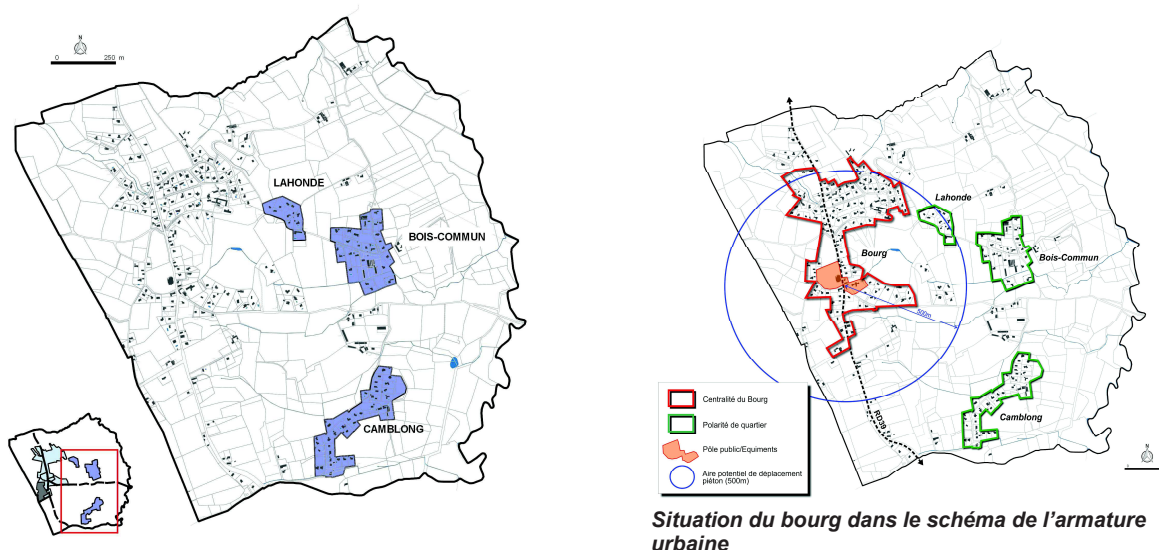 N
0 250 m
LAHONDE
BOIS-COMMUN
CAMBLONG
Lahonde
Bourg
Bois-Commun
500m
Camblong
RD39
Centralité du Bourg
Polarité de quartier
Pôle public/Equiments
Aire potentiel de déplacement
piéton (500m)
N
Situation du bourg dans le schéma de l'armature
urbaine